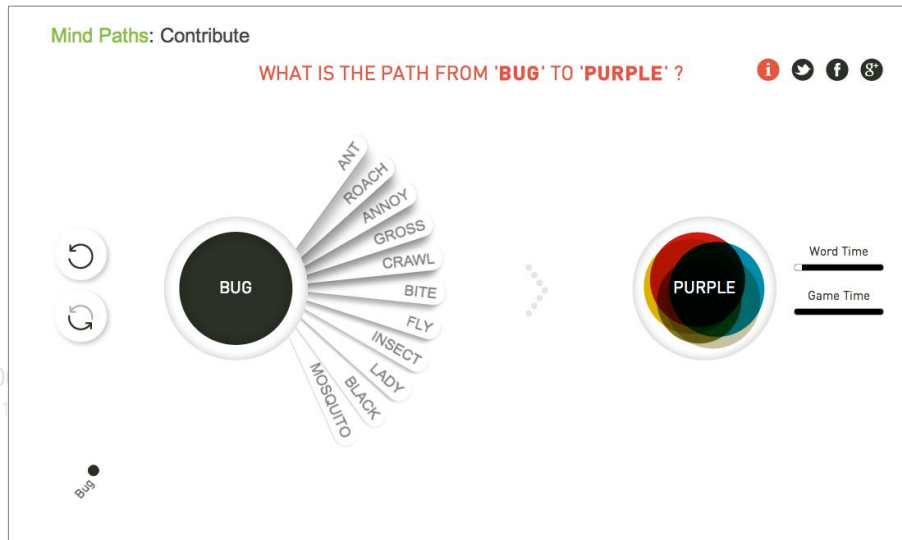 Mind Paths: Contribute
WHAT IS THE PATH FROM 'BUG' TO 'PURPLE' ?
ANT
ROACH
ANNOY
GROSS
CRAWL
BITE
FLY
INSECT
LADY
BLACK
MOSQUITO
BUG
PURPLE
Word Time
Game Time
Bug